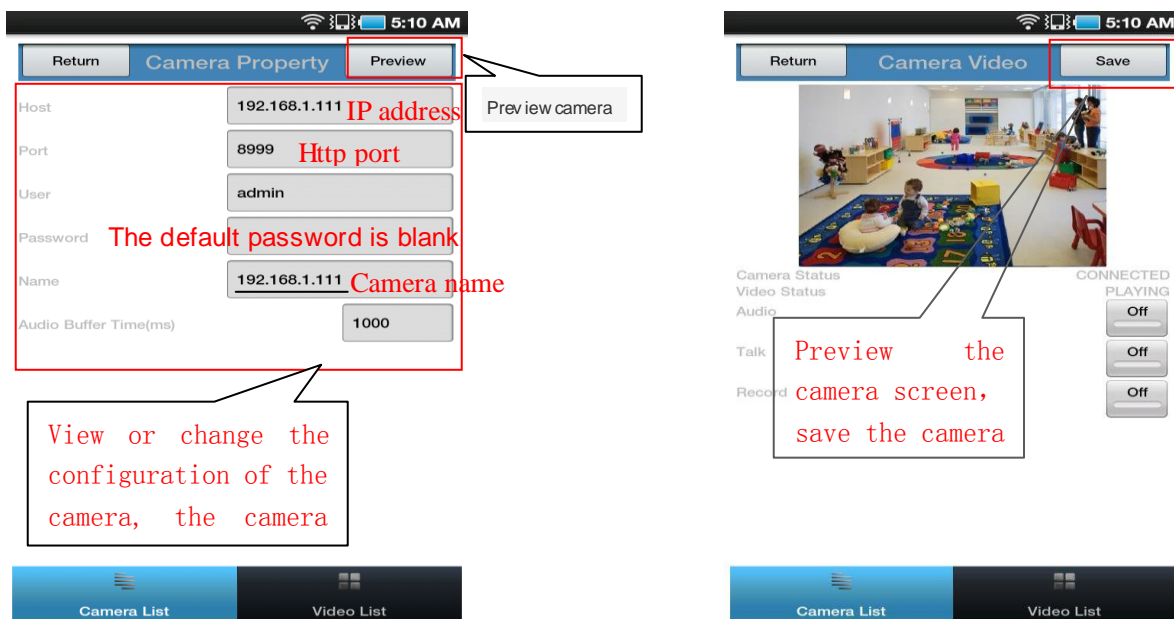 5:10 AM
Return Camera Property Preview
Preview camera
Host 192.168.1.111 IP address
Port 8999 Http port
User admin
Password The default password is blank
Name 192.168.1.111 Camera name
Audio Buffer Time(ms) 1000
View or change the
configuration of the
camera, the camera
Camera List Video List
5:10 AM
Return Camera Video Save
Camera Status CONNECTED
Video Status PLAYING
Audio Off
Talk Off
Record Off
Preview the
camera screen,
save the camera
Camera List Video List